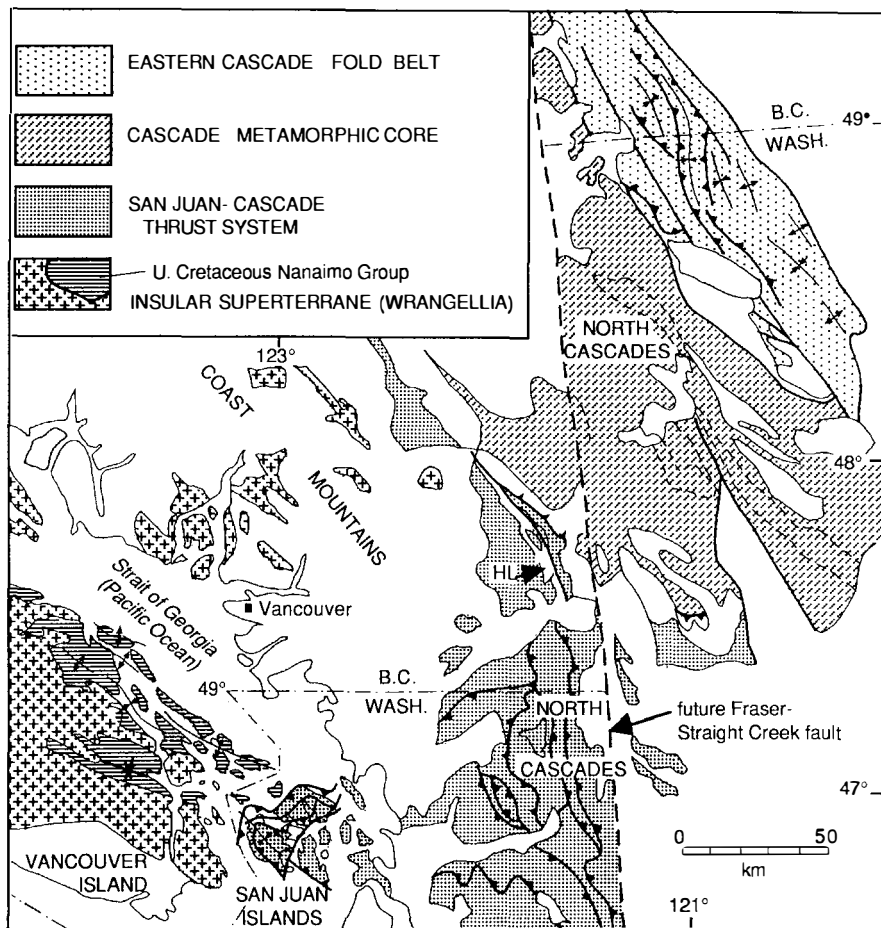 EASTERN CASCADE FOLD BELT
CASCADE METAMORPHIC CORE
SAN JUAN- CASCADE
THRUST SYSTEM
U. Cretaceous Nanaimo Group
INSULAR SUPERTERRANE (WRANGELLIA)
B.C.
49°
WASH.
123°
NORTH
CASCADES
COAST
MOUNTAINS
48°
HL
Strait of Georgia
(Pacific Ocean)
Vancouver
49°
B.C.
WASH.
NORTH
CASCADES
future Fraser-
Straight Creek fault
47°
0 50
km
VANCOUVER
ISLAND
SAN JUAN
ISLANDS
121°